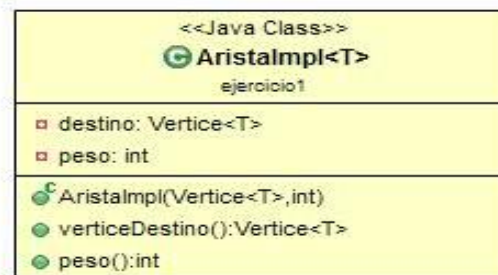 <<Java Class>>
AristaImpl<T>
ejercicio1
destino: Vertice<T>
peso: int
AristaImpl(Vertice<T>,int)
verticeDestino():Vertice<T>
peso():int